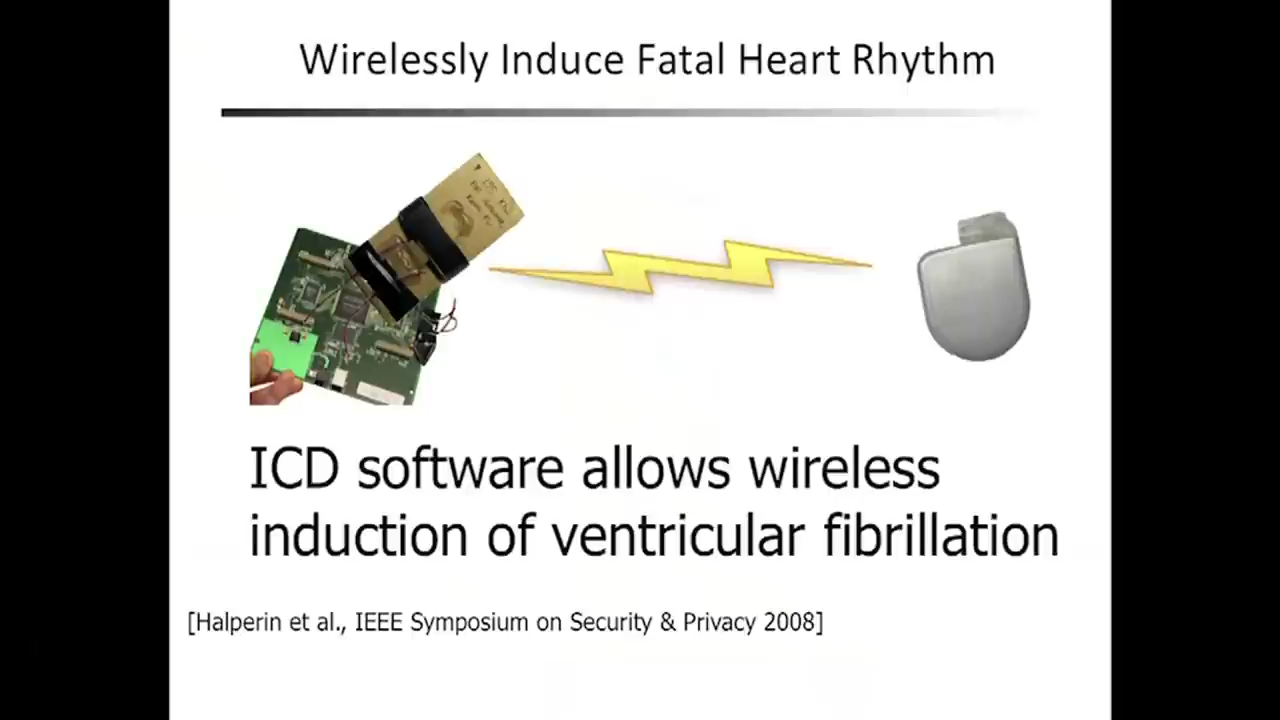 Wirelessly Induce Fatal Heart Rhythm
ICD software allows wireless
induction of ventricular fibrillation
[Halperin et al., IEEE Symposium on Security & Privacy 2008]